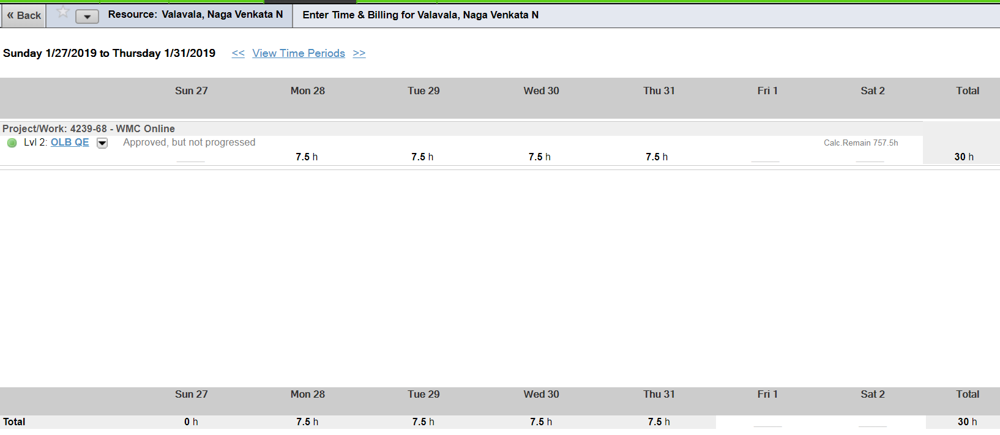 « Back Resource: Valavala, Naga Venkata N Enter Time & Billing for Valavala, Naga Venkata N
Sunday 1/27/2019 to Thursday 1/31/2019 << View Time Periods >>
Sun 27 Mon 28 Tue 29 Wed 30 Thu 31 Fri 1 Sat 2 Total
Project/Work: 4239-68 - WMC Online
Lvl 2: OLB QE Approved, but not progressed Calc.Remain 757.5h
7.5 h 7.5 h 7.5 h 7.5 h 30 h
Sun 27 Mon 28 Tue 29 Wed 30 Thu 31 Fri 1 Sat 2 Total
Total 0 h 7.5 h 7.5 h 7.5 h 7.5 h 30 h